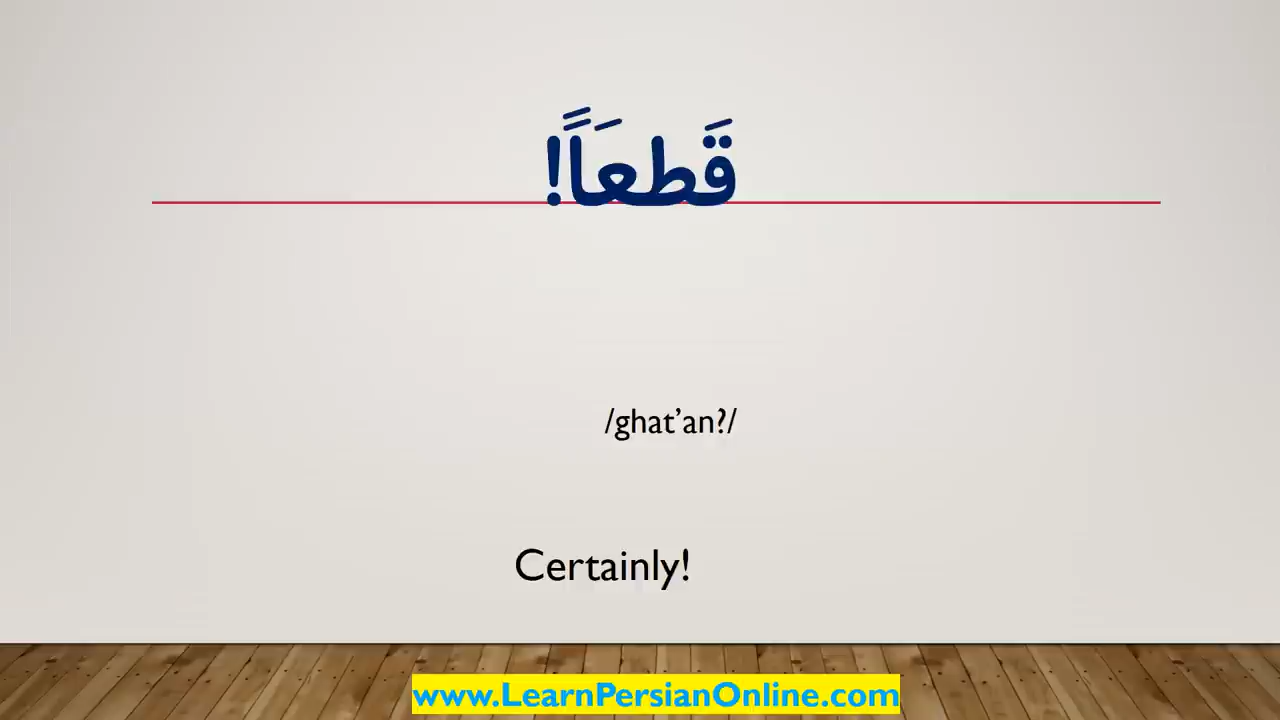 قَطعَاً!
/ghat’an?/
Certainly!
www.LearnPersianOnline.com